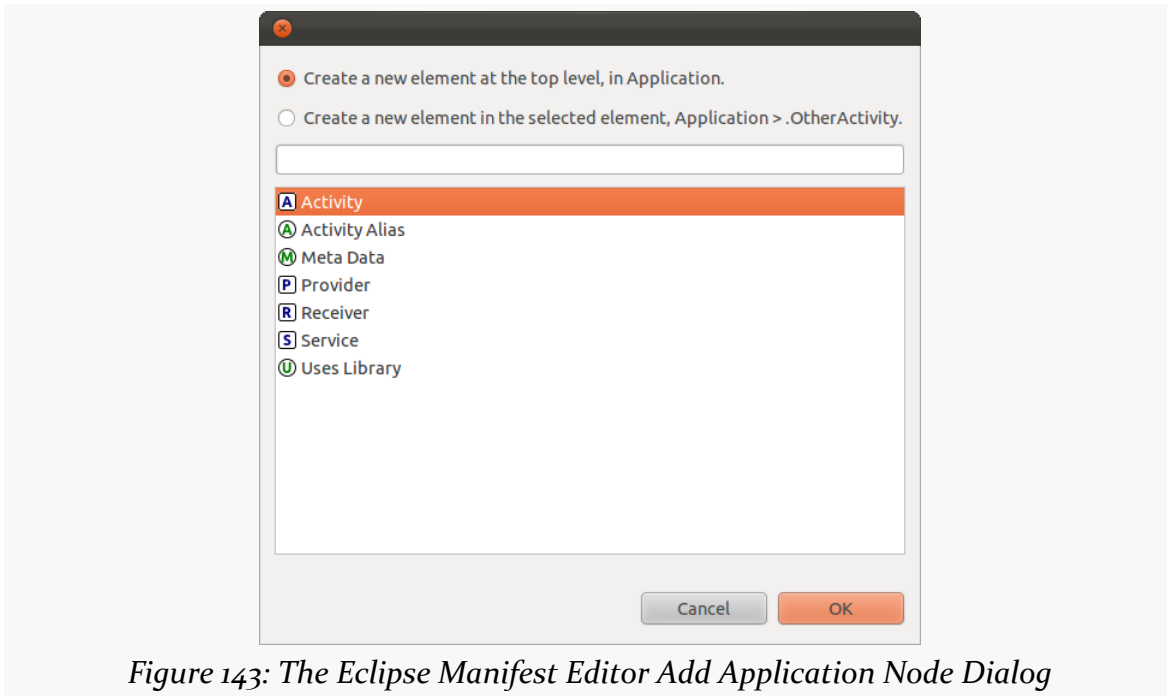 Create a new element at the top level, in Application.
Create a new element in the selected element, Application > .OtherActivity.
A Activity
A Activity Alias
M Meta Data
P Provider
R Receiver
S Service
U Uses Library
Cancel OK
Figure 143: The Eclipse Manifest Editor Add Application Node Dialog